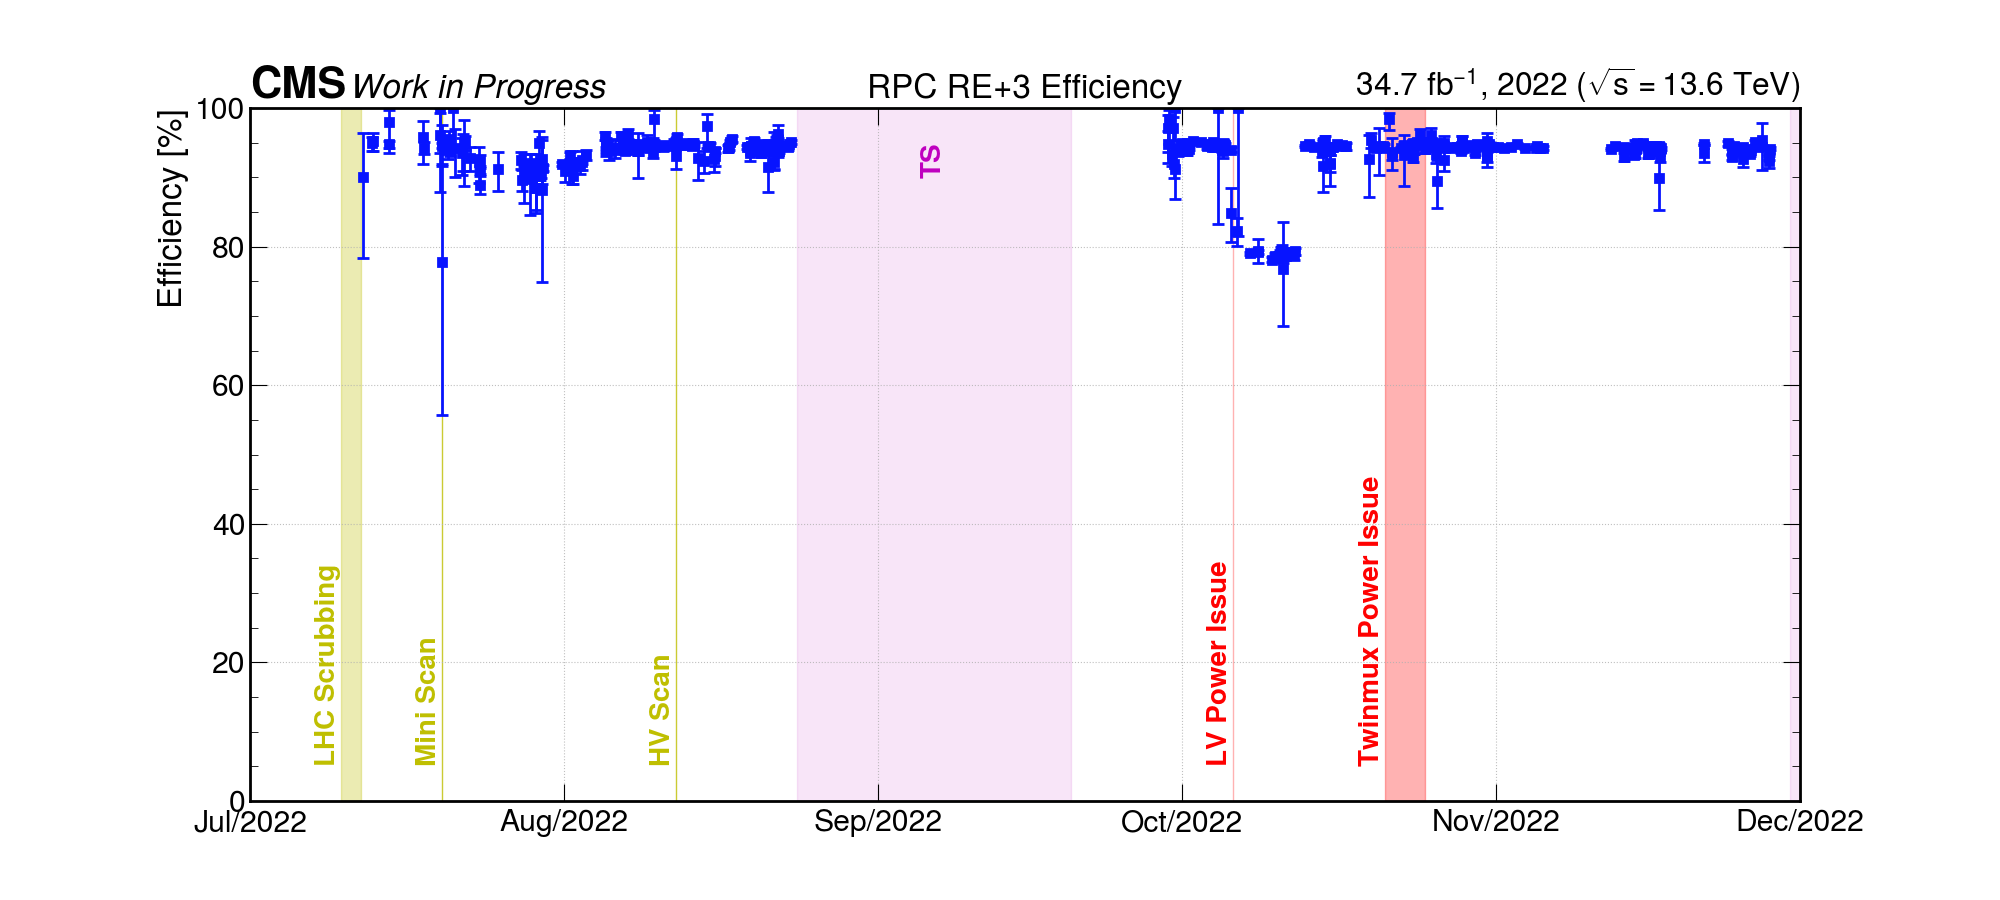 CMS Work in Progress RPC RE+3 Efficiency 34.7 fb⁻¹, 2022 (√s = 13.6 TeV)
Efficiency [%]
100
80
60
40
20
0
TS
LHC Scrubbing
Mini Scan
HV Scan
LV Power Issue
Twinmux Power Issue
Jul/2022 Aug/2022 Sep/2022 Oct/2022 Nov/2022 Dec/2022